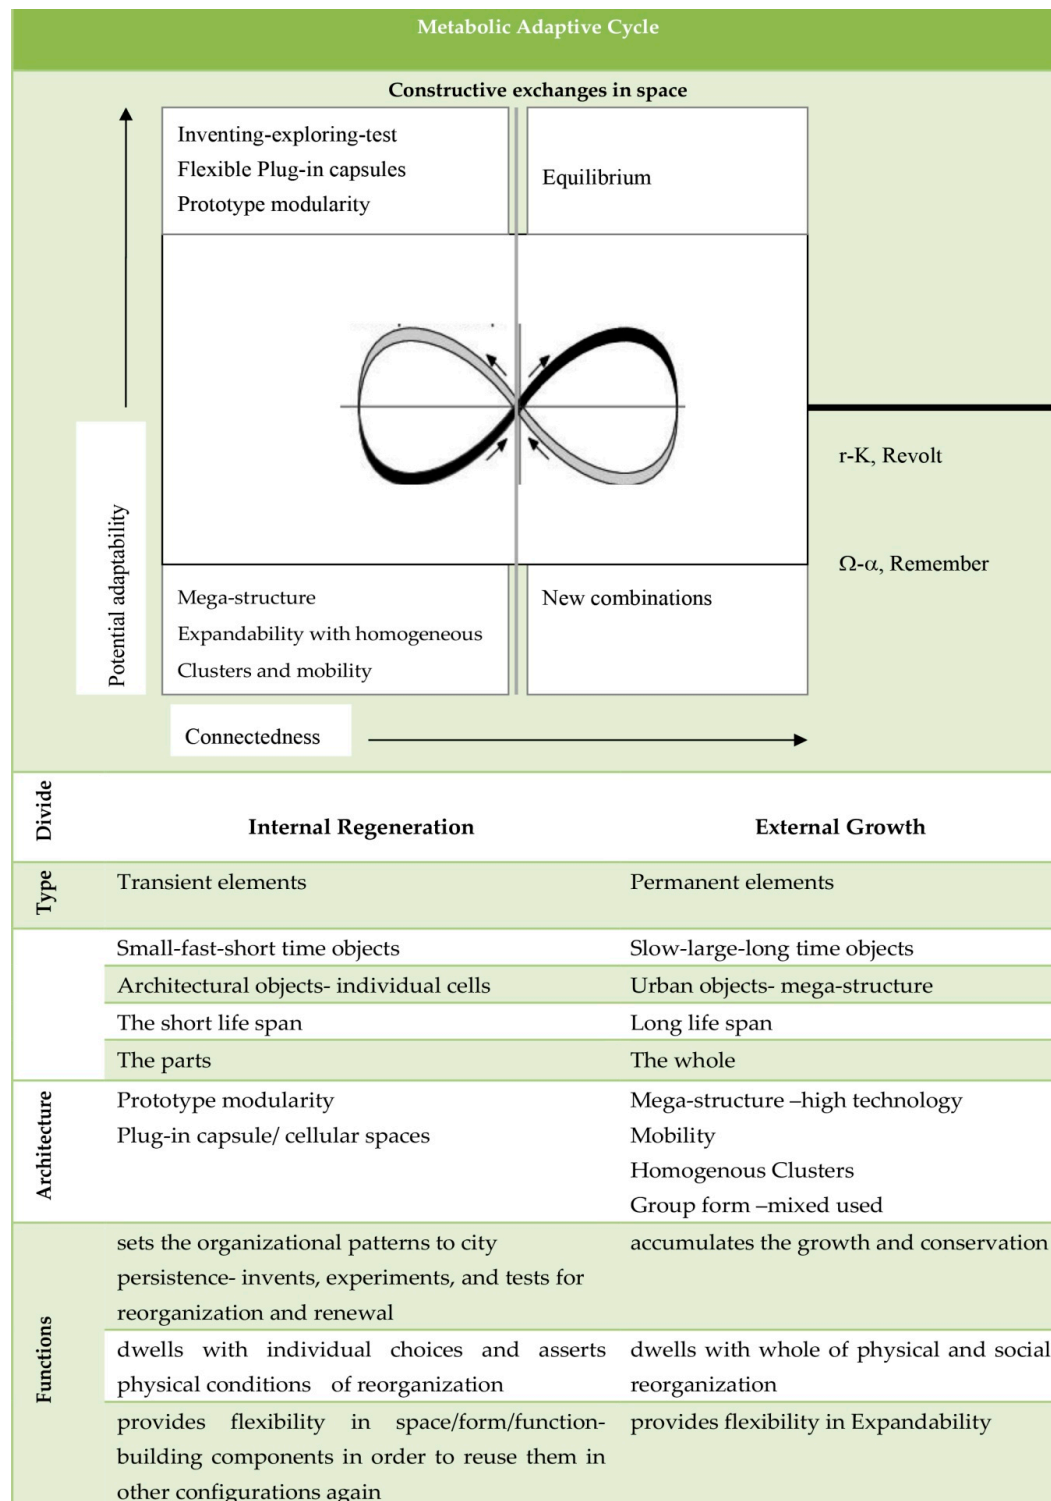 Metabolic Adaptive Cycle
Constructive exchanges in space
Inventing-exploring-test
Flexible Plug-in capsules
Prototype modularity
Equilibrium
r-K, Revolt
Ω-α, Remember
Potential adaptability
Mega-structure
Expandability with homogeneous
Clusters and mobility
New combinations
Connectedness
Divide
Internal Regeneration
External Growth
Type
Transient elements
Permanent elements
Small-fast-short time objects
Slow-large-long time objects
Architectural objects- individual cells
Urban objects- mega-structure
The short life span
Long life span
The parts
The whole
Architecture
Prototype modularity
Plug-in capsule/ cellular spaces
Mega-structure –high technology
Mobility
Homogenous Clusters
Group form –mixed used
Functions
sets the organizational patterns to city
persistence- invents, experiments, and tests for
reorganization and renewal
accumulates the growth and conservation
dwells with individual choices and asserts
physical conditions of reorganization
dwells with whole of physical and social
reorganization
provides flexibility in space/form/function-
building components in order to reuse them in
other configurations again
provides flexibility in Expandability